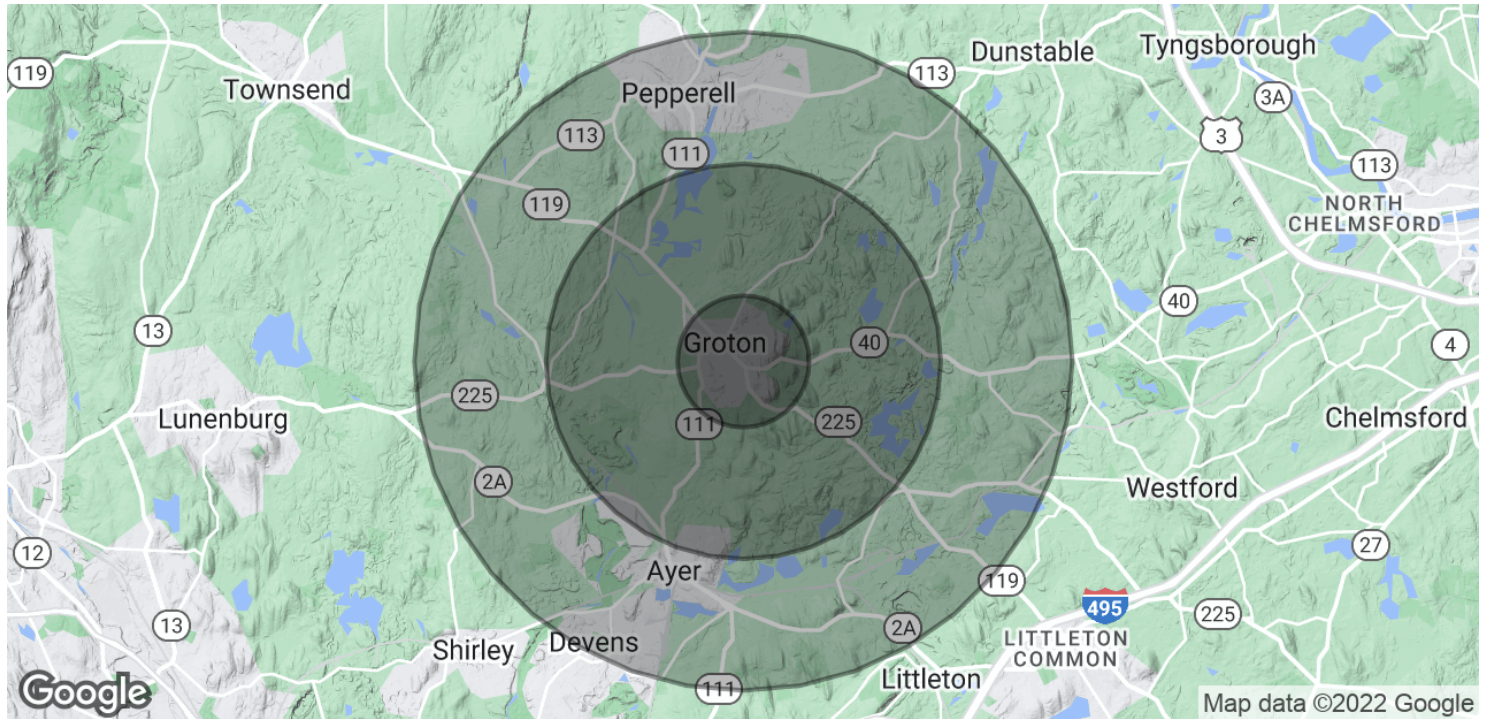 Dunstable
Tyngsborough
119
113
Townsend
Pepperell
3A
113
3
111
113
119
NORTH
CHELMSFORD
40
13
Groton
40
4
225
Lunenburg
111
225
Chelmsford
2A
Westford
12
27
Ayer
119
495
225
13
2A
LITTLETON
COMMON
Shirley
Devens
Littleton
111
Google
Map data ©2022 Google